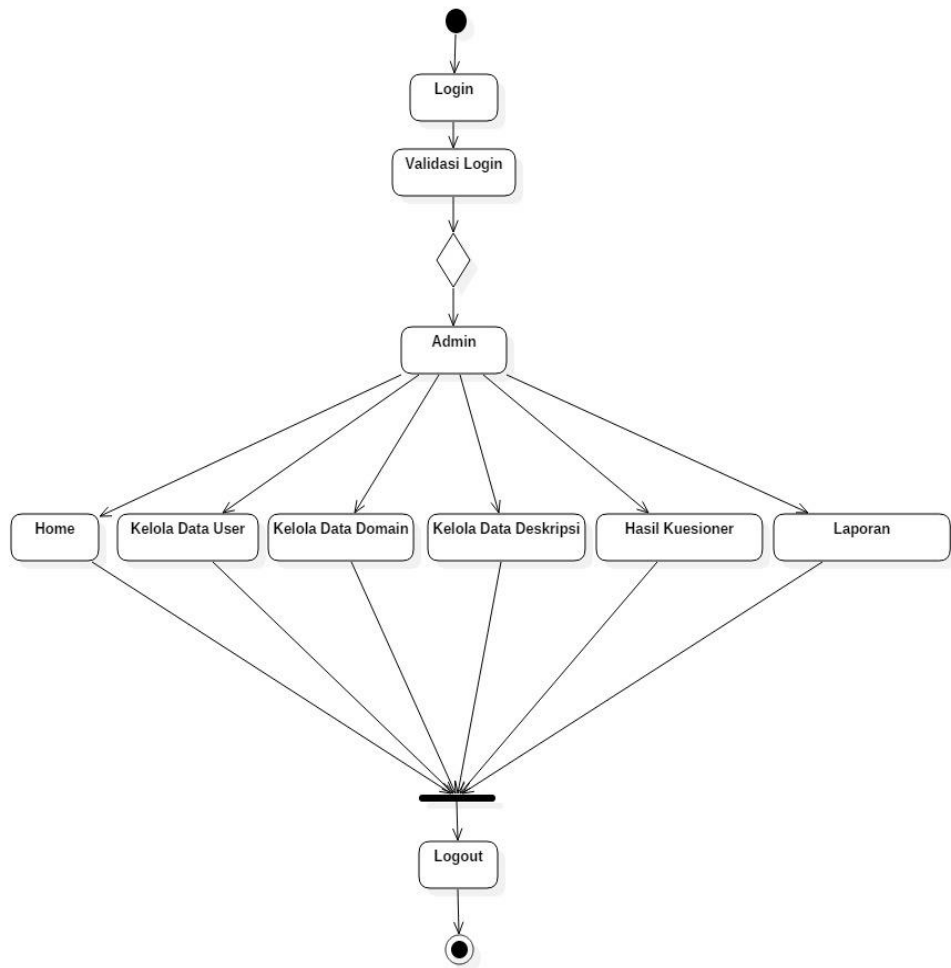 Login
Validasi Login
Admin
Home
Kelola Data User
Kelola Data Domain
Kelola Data Deskripsi
Hasil Kuesioner
Laporan
Logout